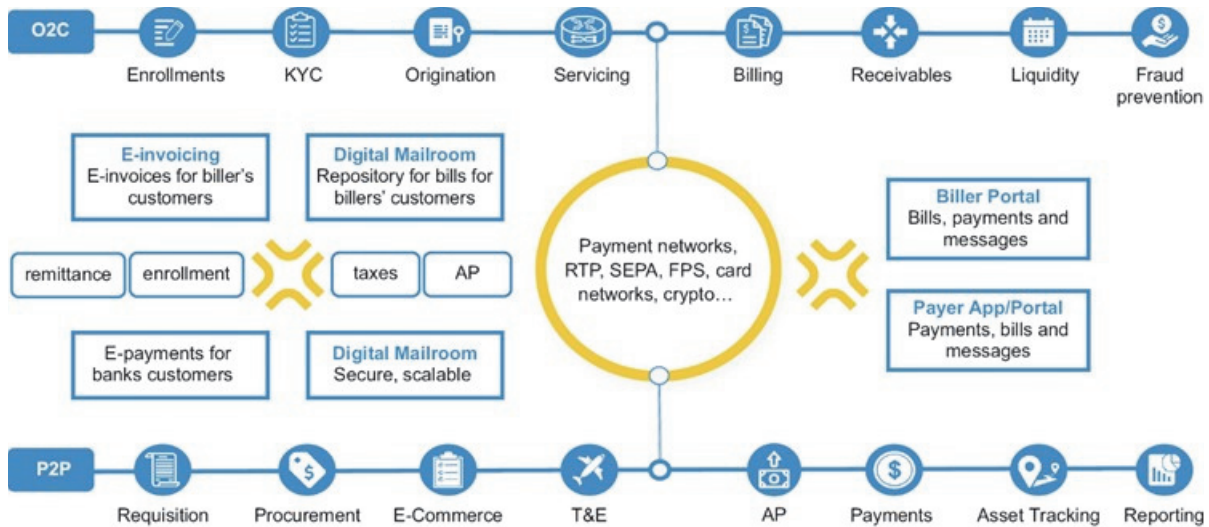 O2C
Enrollments
KYC
Origination
Servicing
Billing
Receivables
Liquidity
Fraud
prevention
E-invoicing
E-invoices for biller's
customers
Digital Mailroom
Repository for bills for
billers' customers
remittance
enrollment
taxes
AP
E-payments for
banks customers
Digital Mailroom
Secure, scalable
Payment networks,
RTP, SEPA, FPS, card
networks, crypto...
Biller Portal
Bills, payments and
messages
Payer App/Portal
Payments, bills and
messages
P2P
Requisition
Procurement
E-Commerce
T&E
AP
Payments
Asset Tracking
Reporting